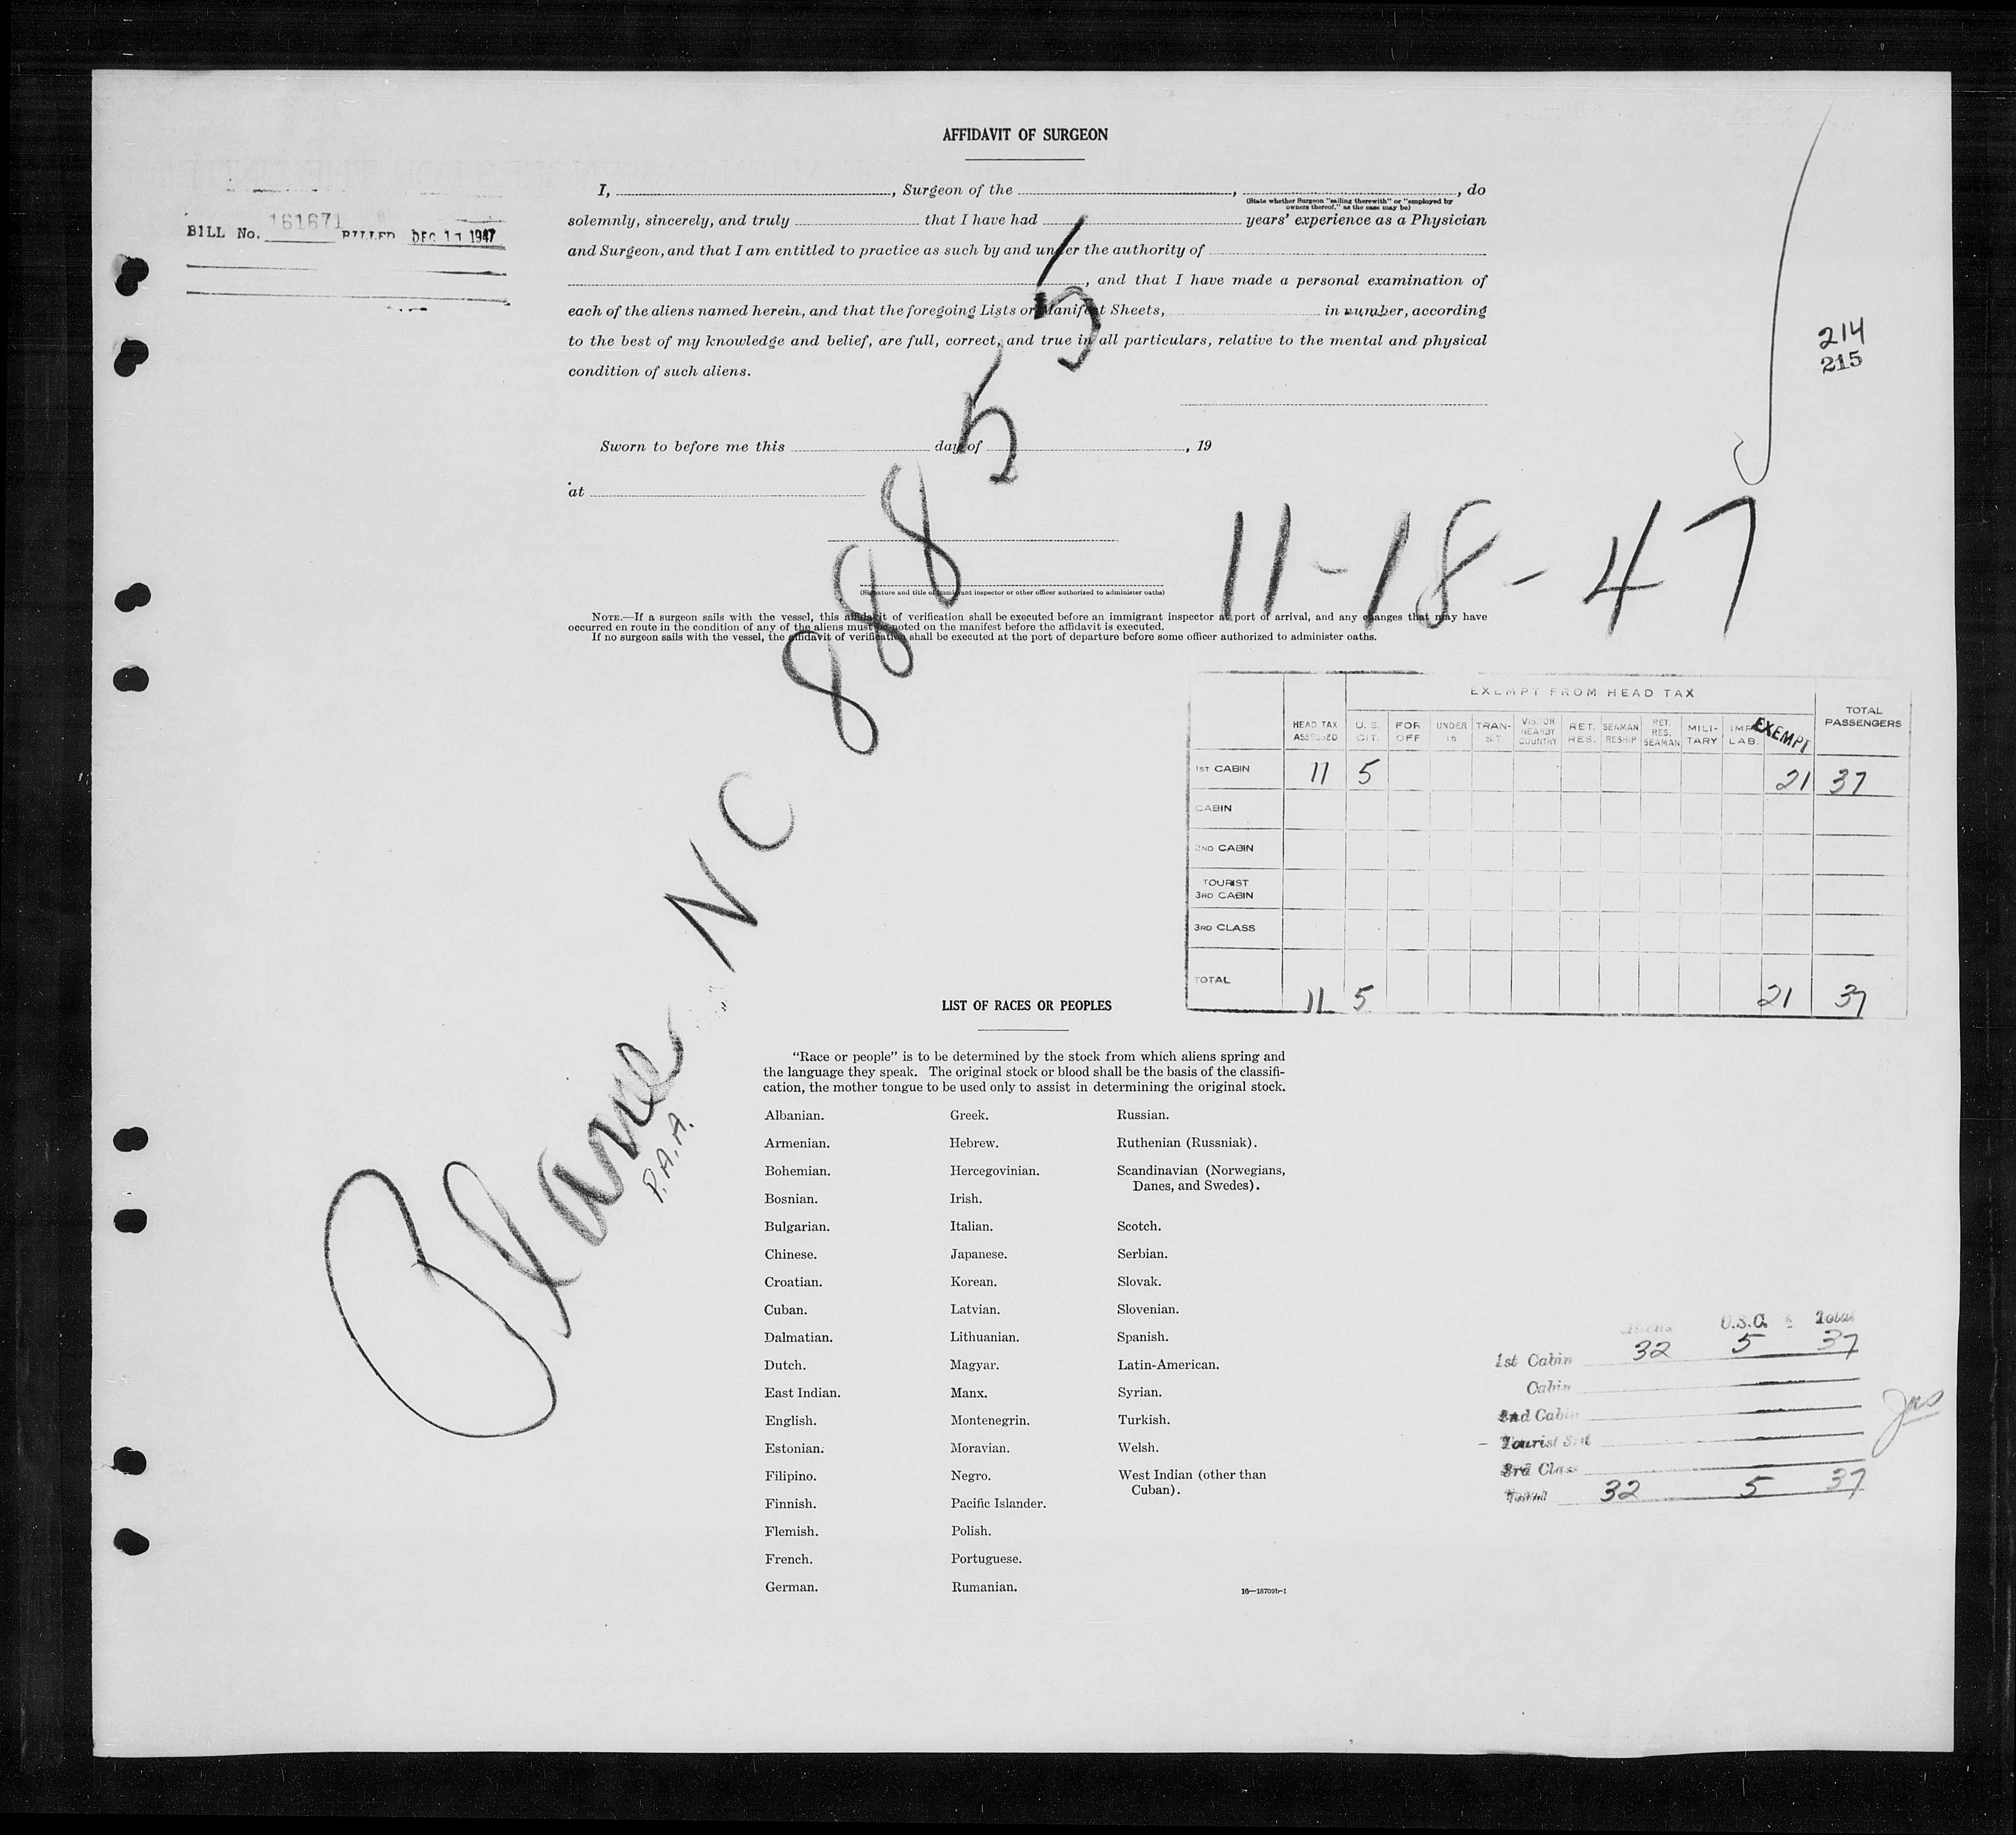 AFFIDAVIT OF SURGEON
I, , Surgeon of the , , do
(State whether Surgeon "sailing therewith" or "employed by
owners thereof," as the case may be)
solemnly, sincerely, and truly that I have had years' experience as a Physician
and Surgeon, and that I am entitled to practice as such by and under the authority of
, and that I have made a personal examination of
each of the aliens named herein, and that the foregoing Lists or Manifest Sheets, in number, according
to the best of my knowledge and belief, are full, correct, and true in all particulars, relative to the mental and physical
condition of such aliens.
BILL No. 161671 BILLED DEC 1 1947
214
215
Sworn to before me this day of , 19
at
(Signature and title of immigrant inspector or other officer authorized to administer oaths)
NOTE.—If a surgeon sails with the vessel, this affidavit of verification shall be executed before an immigrant inspector at port of arrival, and any changes that may have
occurred en route in the condition of any of the aliens must be noted on the manifest before the affidavit is executed.
If no surgeon sails with the vessel, the affidavit of verification shall be executed at the port of departure before some officer authorized to administer oaths.
11-18-47
Plane NC 88855
P.A.A.
EXEMPT FROM HEAD TAX
HEAD TAX ASSESSED U. S. CIT. FOR OFF. UNDER 16 TRAN- S-T VISITOR NEARBY COUNTRY RET. RES. SEAMAN RESHIP RET. RES. SEAMAN MILI- TARY IMP LAB. EXEMPT TOTAL PASSENGERS
1ST CABIN 11 5 21 37
CABIN
2ND CABIN
TOURIST
3RD CABIN
3RD CLASS
TOTAL 11 5 21 37
LIST OF RACES OR PEOPLES
"Race or people" is to be determined by the stock from which aliens spring and
the language they speak. The original stock or blood shall be the basis of the classifi-
cation, the mother tongue to be used only to assist in determining the original stock.
Albanian. Greek. Russian.
Armenian. Hebrew. Ruthenian (Russniak).
Bohemian. Hercegovinian. Scandinavian (Norwegians,
Danes, and Swedes).
Bosnian. Irish.
Bulgarian. Italian. Scotch.
Chinese. Japanese. Serbian.
Croatian. Korean. Slovak.
Cuban. Latvian. Slovenian.
Dalmatian. Lithuanian. Spanish.
Dutch. Magyar. Latin-American.
East Indian. Manx. Syrian.
English. Montenegrin. Turkish.
Estonian. Moravian. Welsh.
Filipino. Negro. West Indian (other than
Cuban).
Finnish. Pacific Islander.
Flemish. Polish.
French. Portuguese.
German. Rumanian.
16—18709b-1
Aliens U.S.C. Total
1st Cabin 32 5 37
Cabin
2nd Cabin
Tourist 3rd
3rd Class
Total 32 5 37